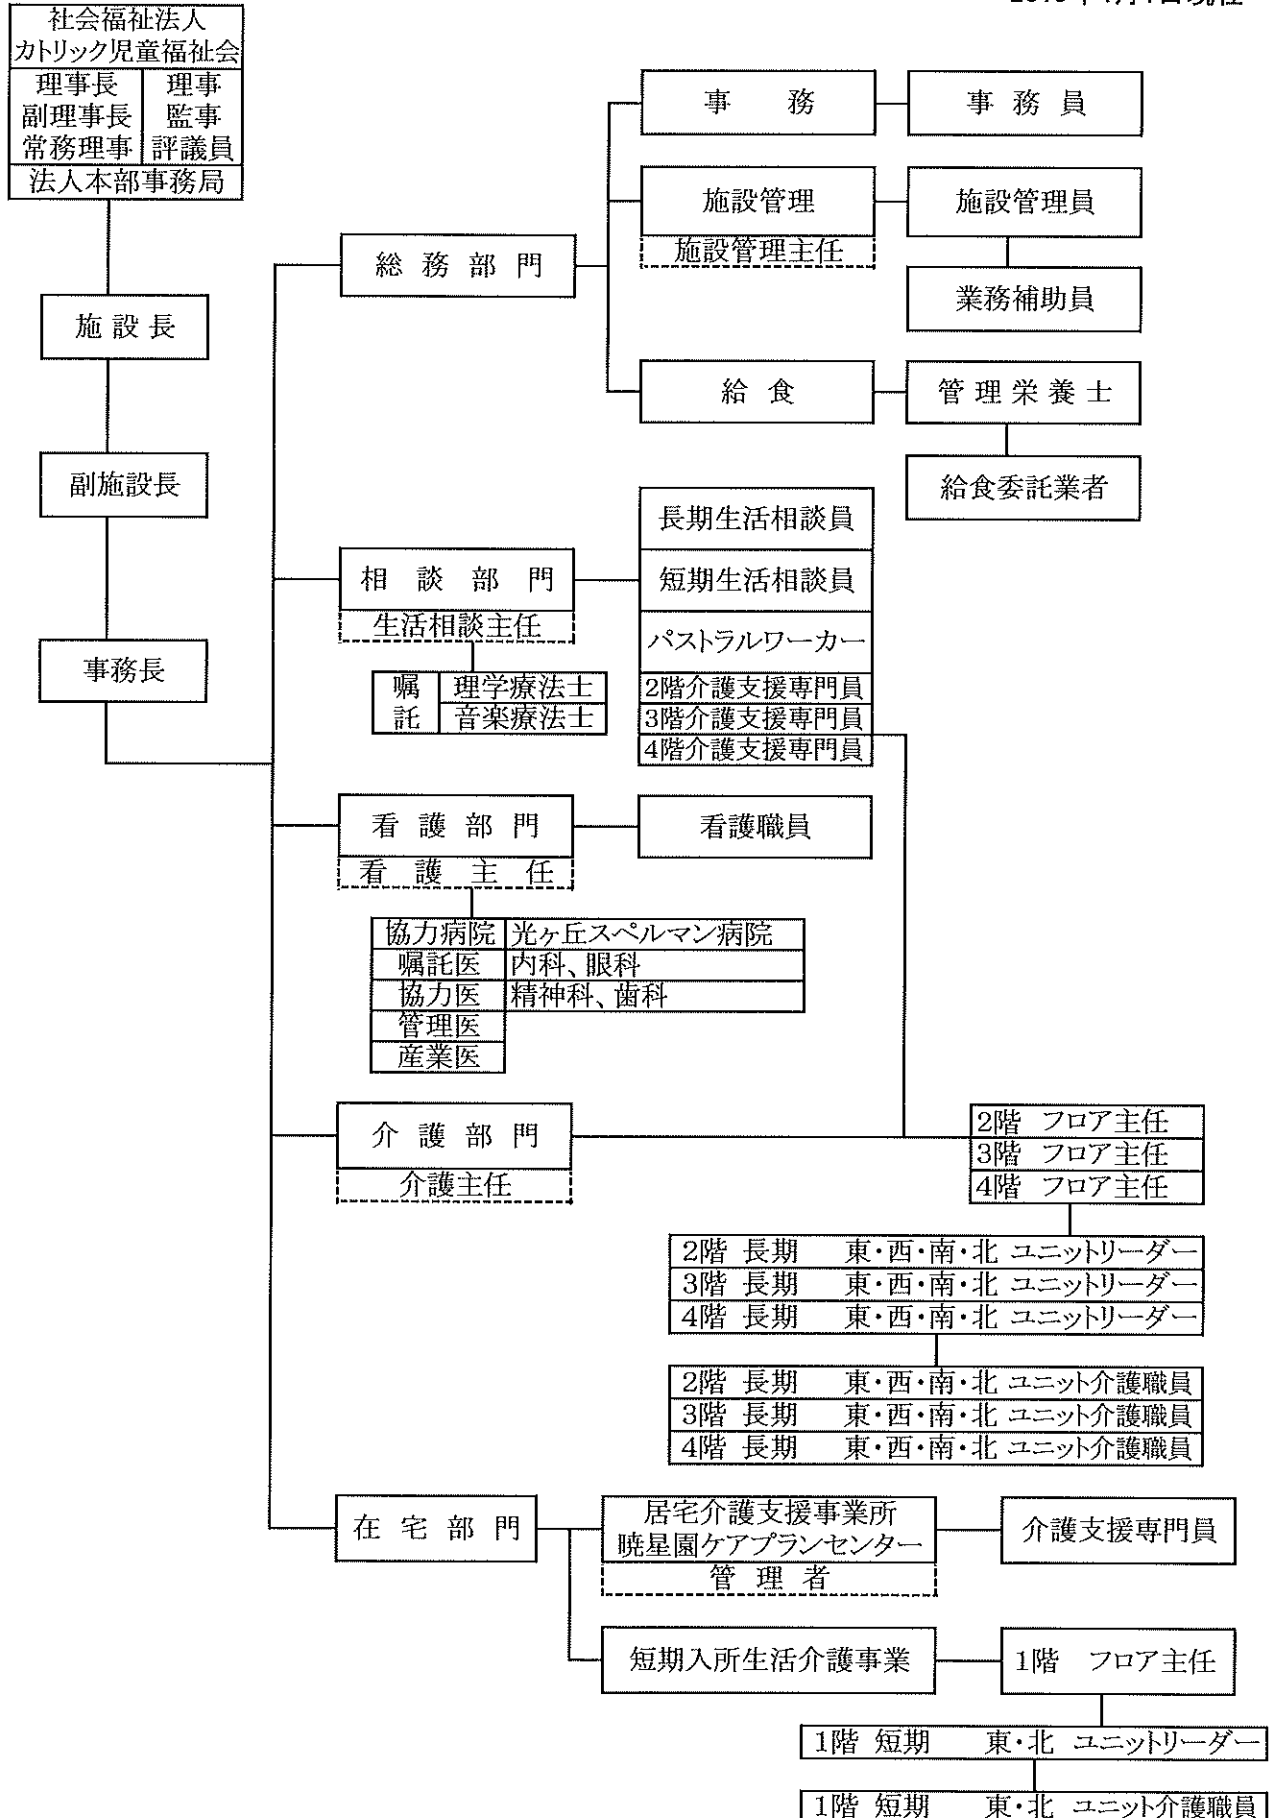 社会福祉法人
カトリック児童福祉会
理事長 理事
副理事長 監事
常務理事 評議員
法人本部事務局
施設長
副施設長
事務長
総務部門
事務
事務員
施設管理
施設管理主任
施設管理員
業務補助員
給食
管理栄養士
給食委託業者
相談部門
生活相談主任
嘱託
理学療法士
音楽療法士
長期生活相談員
短期生活相談員
パストラルワーカー
2階介護支援専門員
3階介護支援専門員
4階介護支援専門員
看護部門
看護主任
看護職員
協力病院 光ヶ丘スペルマン病院
嘱託医 内科、眼科
協力医 精神科、歯科
管理医
産業医
介護部門
介護主任
2階 フロア主任
3階 フロア主任
4階 フロア主任
2階 長期 東・西・南・北 ユニットリーダー
3階 長期 東・西・南・北 ユニットリーダー
4階 長期 東・西・南・北 ユニットリーダー
2階 長期 東・西・南・北 ユニット介護職員
3階 長期 東・西・南・北 ユニット介護職員
4階 長期 東・西・南・北 ユニット介護職員
在宅部門
居宅介護支援事業所
暁星園ケアプランセンター
管理者
介護支援専門員
短期入所生活介護事業
1階 フロア主任
1階 短期 東・北 ユニットリーダー
1階 短期 東・北 ユニット介護職員